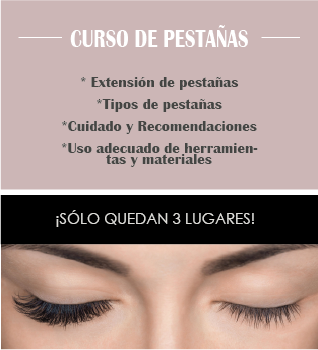 CURSO DE PESTAÑAS
* Extensión de pestañas
*Tipos de pestañas
*Cuidado y Recomendaciones
*Uso adecuado de herramien-
tas y materiales
¡SÓLO QUEDAN 3 LUGARES!